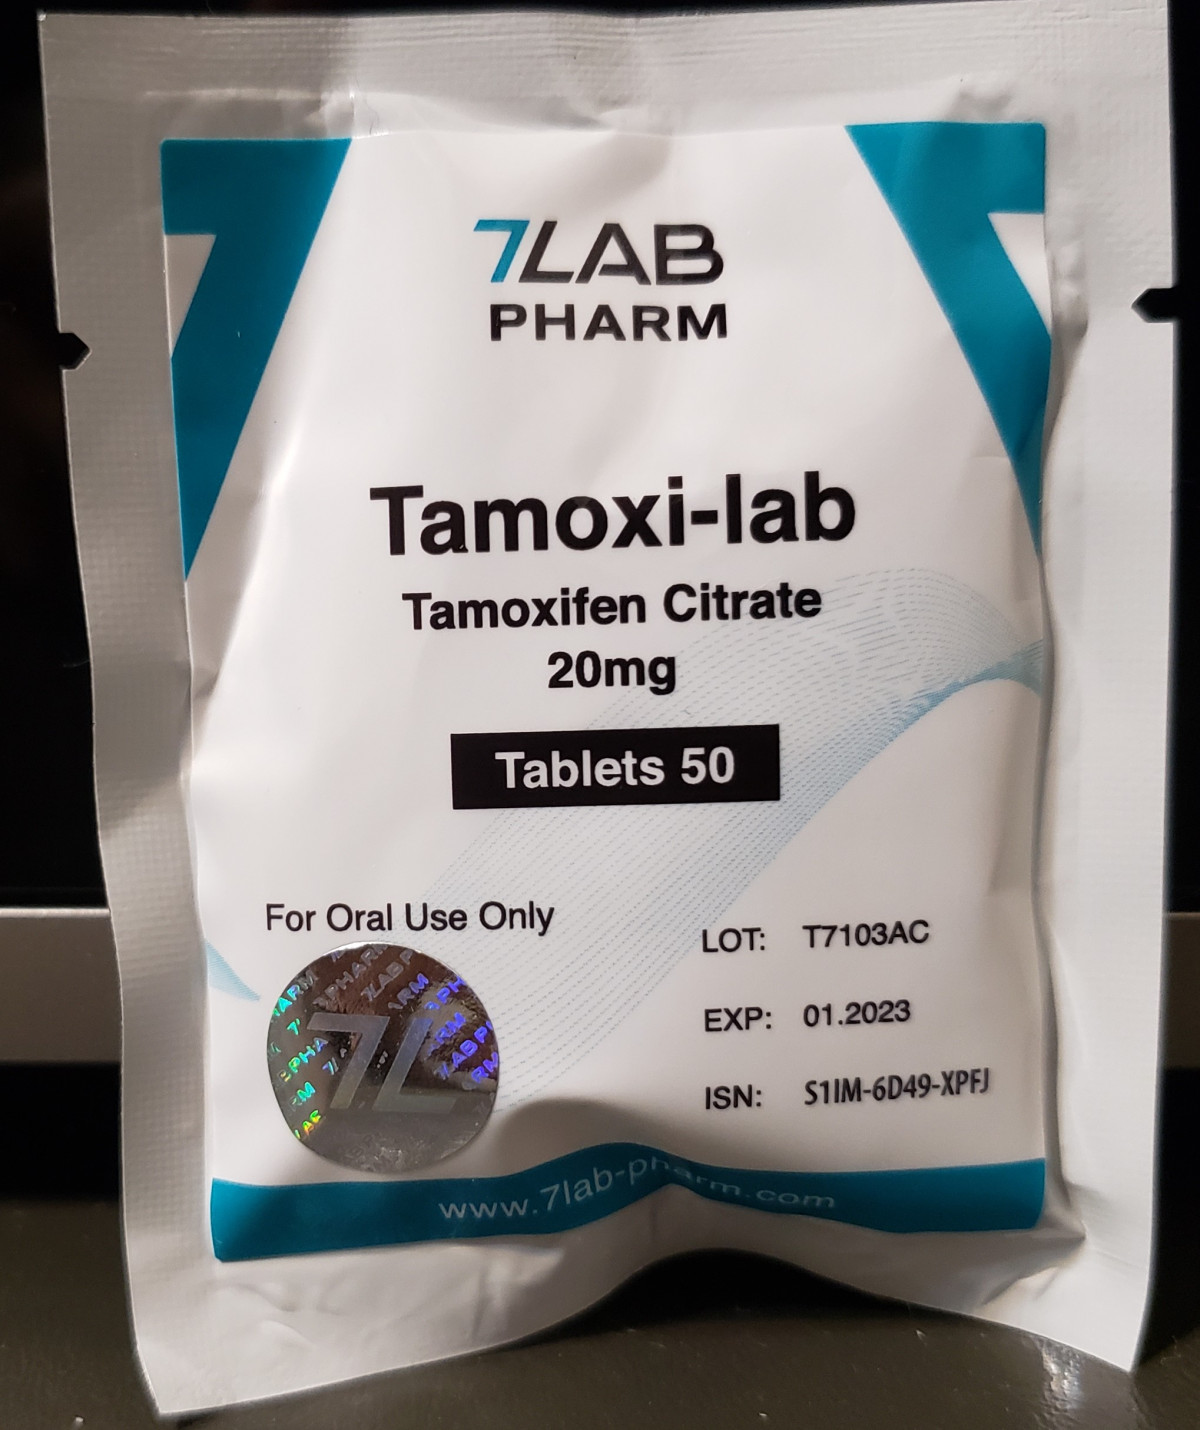 7LAB
PHARM
Tamoxi-lab
Tamoxifen Citrate
20mg
Tablets 50
For Oral Use Only
LOT: T7103AC
EXP: 01.2023
ISN: S1IM-6D49-XPFJ
7L
www.7lab-pharm.com